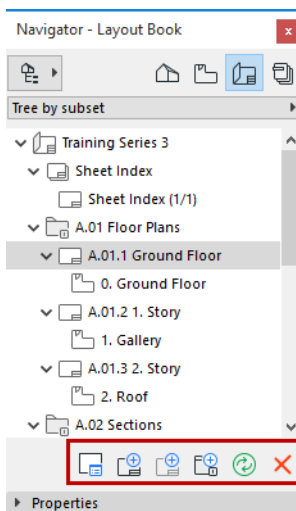 Navigator - Layout Book
x
Tree by subset
Training Series 3
Sheet Index
Sheet Index (1/1)
A.01 Floor Plans
A.01.1 Ground Floor
0. Ground Floor
A.01.2 1. Story
1. Gallery
A.01.3 2. Story
2. Roof
A.02 Sections
Properties